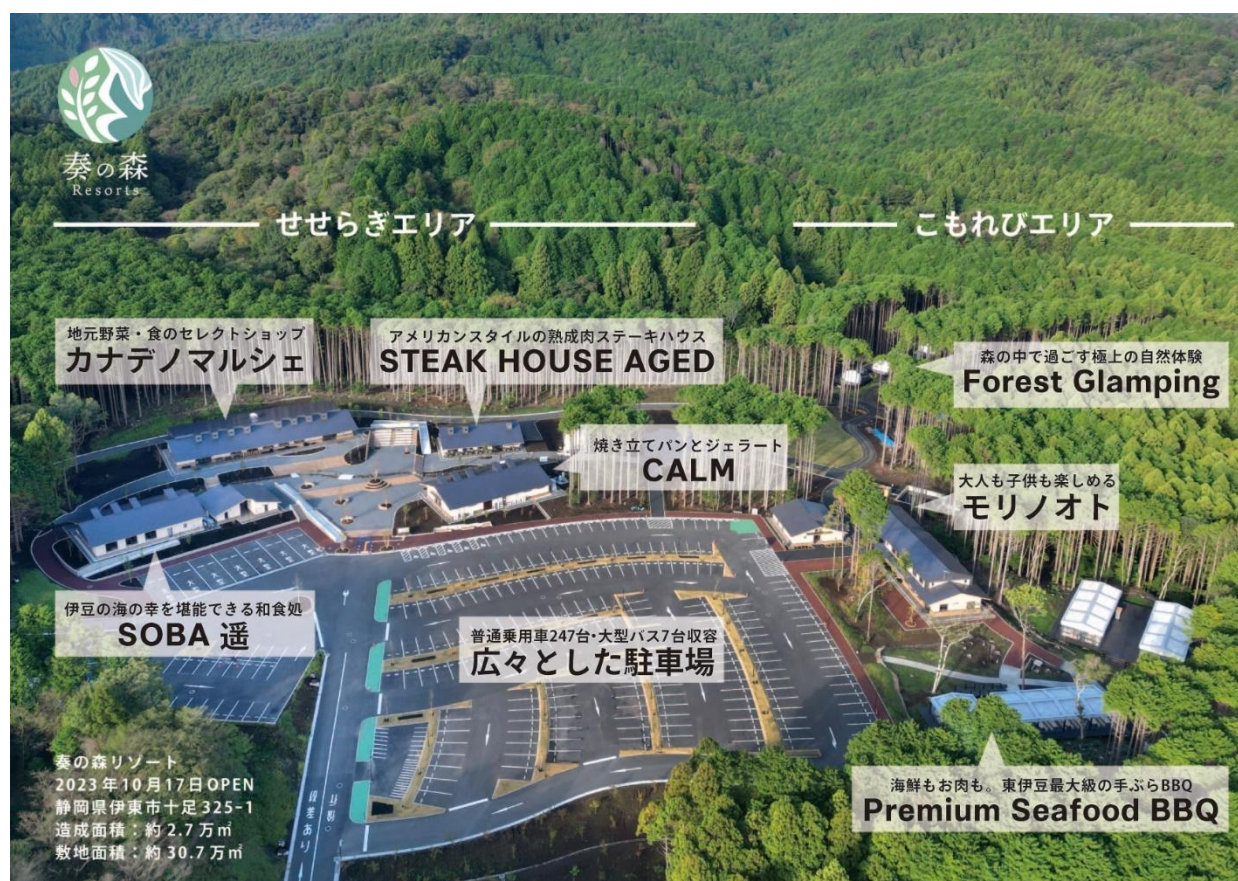 奏の森
Resorts
せせらぎエリア
こもれびエリア
地元野菜・食のセレクトショップ
カナデノマルシェ
アメリカンスタイルの熟成肉ステーキハウス
STEAK HOUSE AGED
森の中で過ごす極上の自然体験
Forest Glamping
焼き立てパンとジェラート
CALM
大人も子供も楽しめる
モリノオト
伊豆の海の幸を堪能できる和食処
SOBA 遥
普通乗用車247台・大型バス7台収容
広々とした駐車場
海鮮もお肉も。東伊豆最大級の手ぶらBBQ
Premium Seafood BBQ
奏の森リゾート
2023年10月17日OPEN
静岡県伊東市十足325-1
造成面積：約2.7万㎡
敷地面積：約30.7万㎡
段差あり